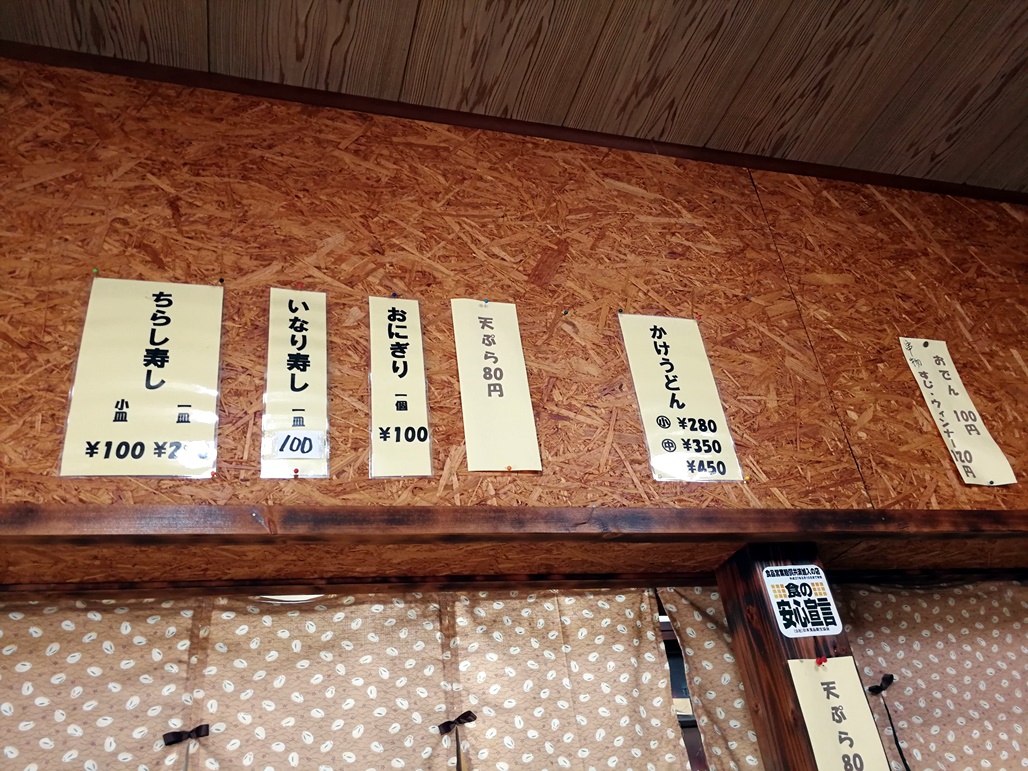 ちらし寿し
一皿
小皿
¥100
いなり寿し
一皿
100
おにぎり
一個
¥100
天ぷら80円
かけうどん
小 ¥280
中 ¥350
¥450
おでん 100円
すじ・ウィンナー 70円
食の
安心宣言
天ぷら80